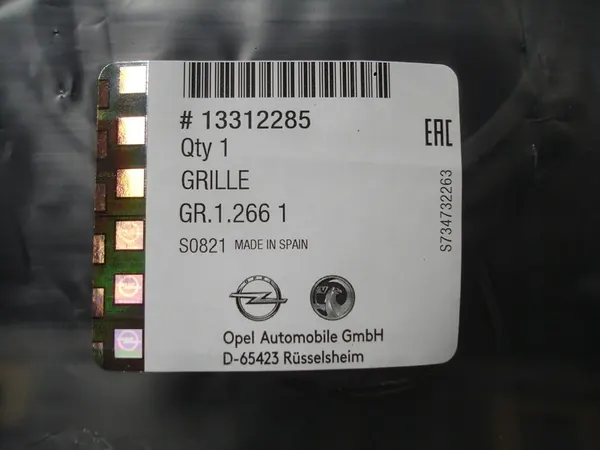 # 13312285
Qty 1
GRILLE
GR.1.266 1
S0821 MADE IN SPAIN
EAC
S734732263
OPEL
Opel Automobile GmbH
D-65423 Rüsselsheim